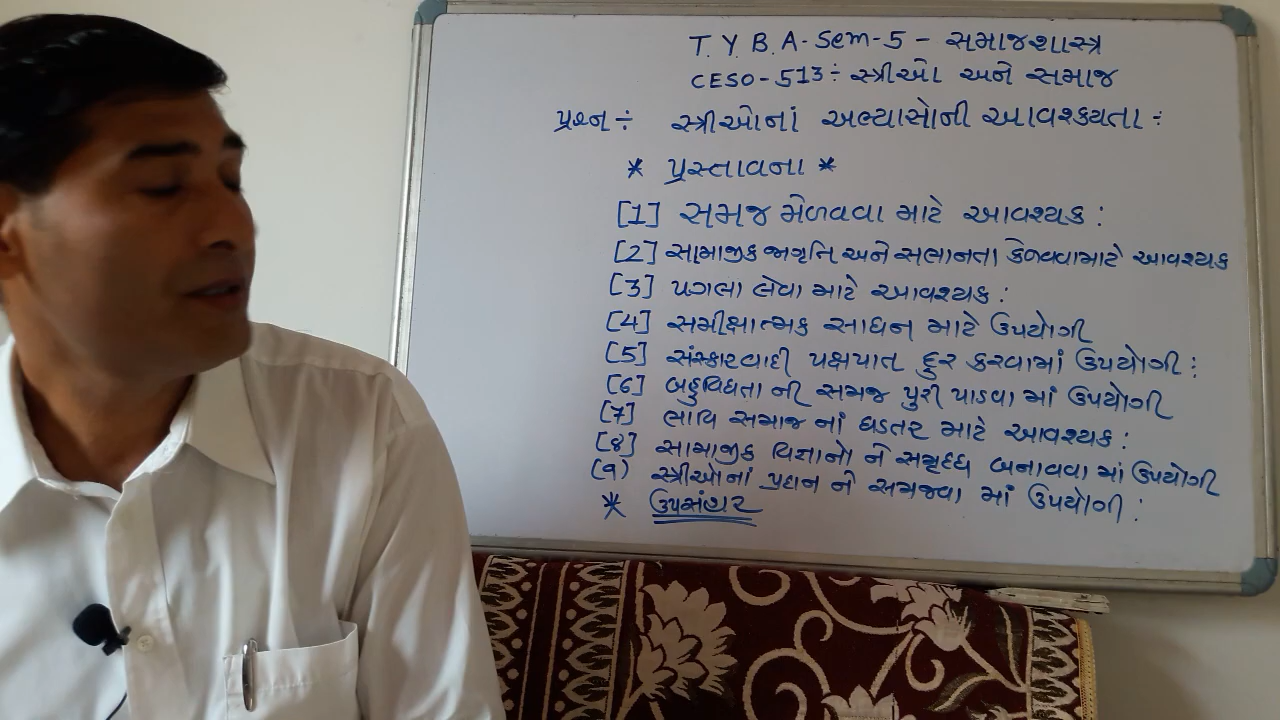 T. Y. B. A - Sem - 5 - સમાજશાસ્ત્ર
CESO - 513 ÷ સ્ત્રીઓ અને સમાજ
પ્રશ્ન ÷ સ્ત્રીઓનાં અભ્યાસોની આવશ્કયતા ÷
* પ્રસ્તાવના *
[1] સમજ મેળવવા માટે આવશ્યક :
[2] સામાજીક જાગૃતિ અને સભાનતા કેળવવા માટે આવશ્યક
[3] પગલા લેવા માટે આવશ્યક :
[4] સમીક્ષાત્મક સાધન માટે ઉપયોગી
[5] સંસ્કારવાદી પક્ષપાત દુર કરવામાં ઉપયોગી :
[6] બહુવિધતા ની સમજ પુરી પાડવા માં ઉપયોગી
[7] ભાવિ સમાજ નાં ઘડતર માટે આવશ્યક :
[8] સામાજીક વિજ્ઞાનો ને સમૃધ્ધ બનાવવા માં ઉપયોગી
(9) સ્ત્રીઓનાં પ્રદાન ને સમજવા માં ઉપયોગી :
* ઉપસંહાર